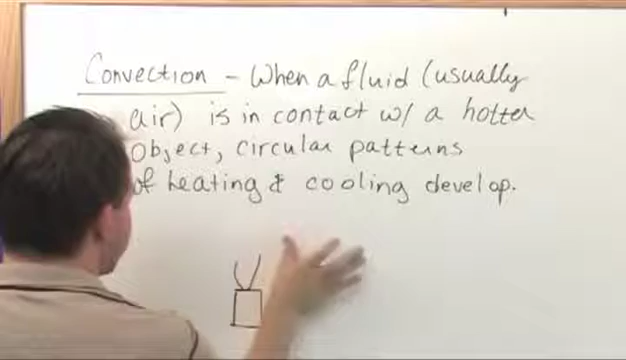 Convection - When a fluid (usually
air) is in contact w/ a hotter
object, circular patterns
of heating & cooling develop.